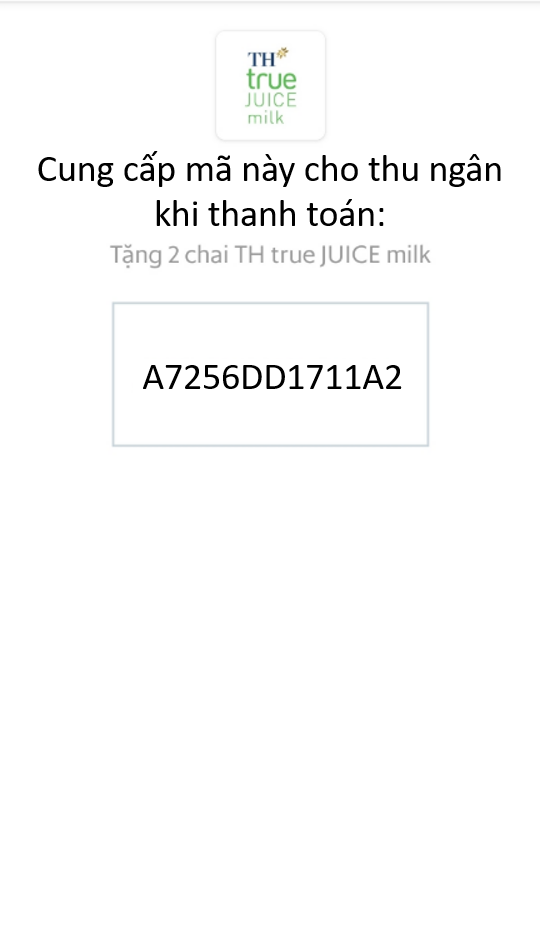 TH
true
JUICE
milk
Cung cấp mã này cho thu ngân
khi thanh toán:
Tặng 2 chai TH true JUICE milk
A7256DD1711A2